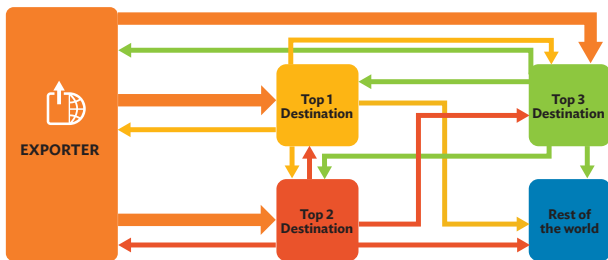 EXPORTER
Top 1
Destination
Top 3
Destination
Top 2
Destination
Rest of
the world